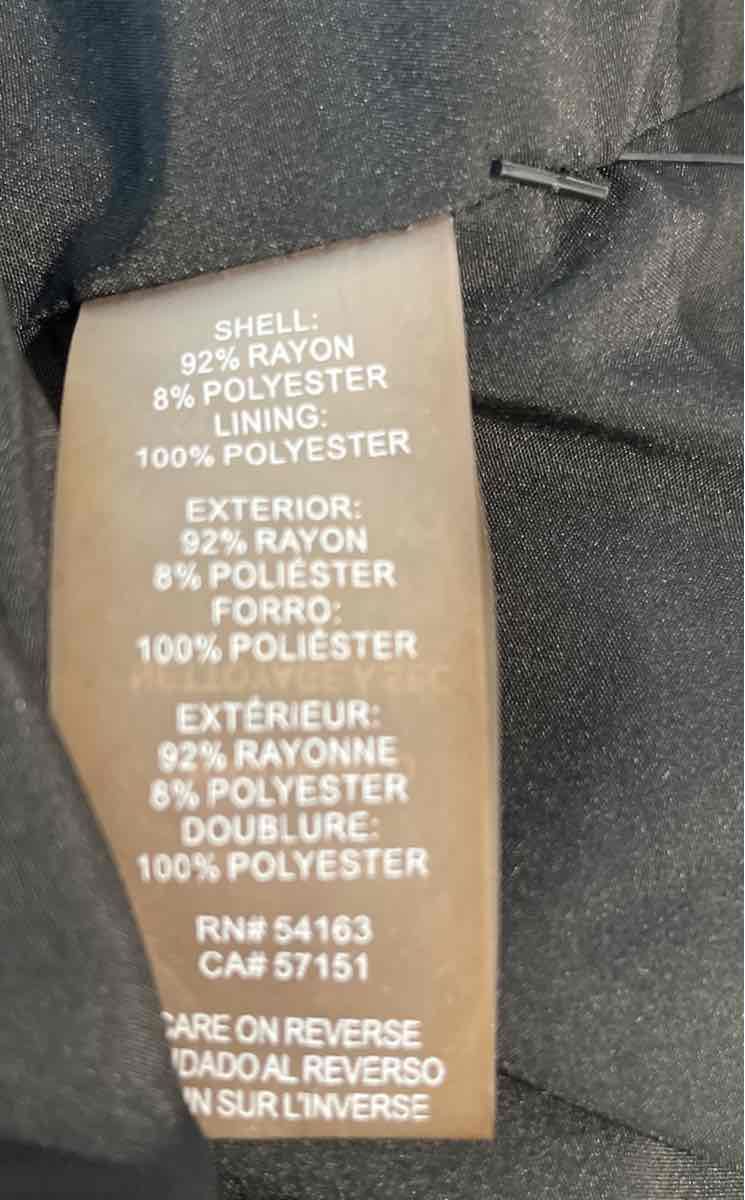 SHELL:
92% RAYON
8% POLYESTER
LINING:
100% POLYESTER
EXTERIOR:
92% RAYON
8% POLIÉSTER
FORRO:
100% POLIÉSTER
EXTÉRIEUR:
92% RAYONNE
8% POLYESTER
DOUBLURE:
100% POLYESTER
RN# 54163
CA# 57151
CARE ON REVERSE
DADO AL REVERSO
N SUR L'INVERSE